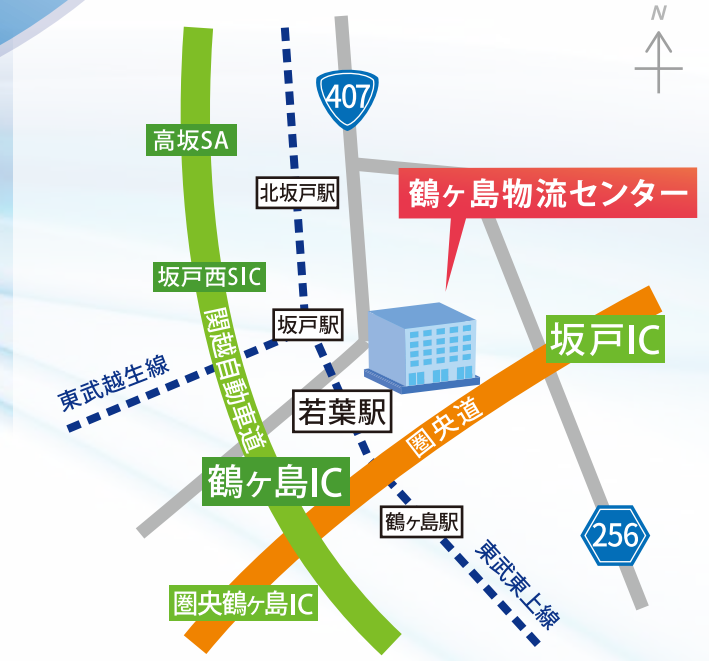 N
407
高坂SA
北坂戸駅
鶴ヶ島物流センター
坂戸西SIC
坂戸駅
関越自動車道
坂戸IC
東武越生線
若葉駅
圏央道
鶴ヶ島IC
鶴ヶ島駅
256
東武東上線
圏央鶴ヶ島IC